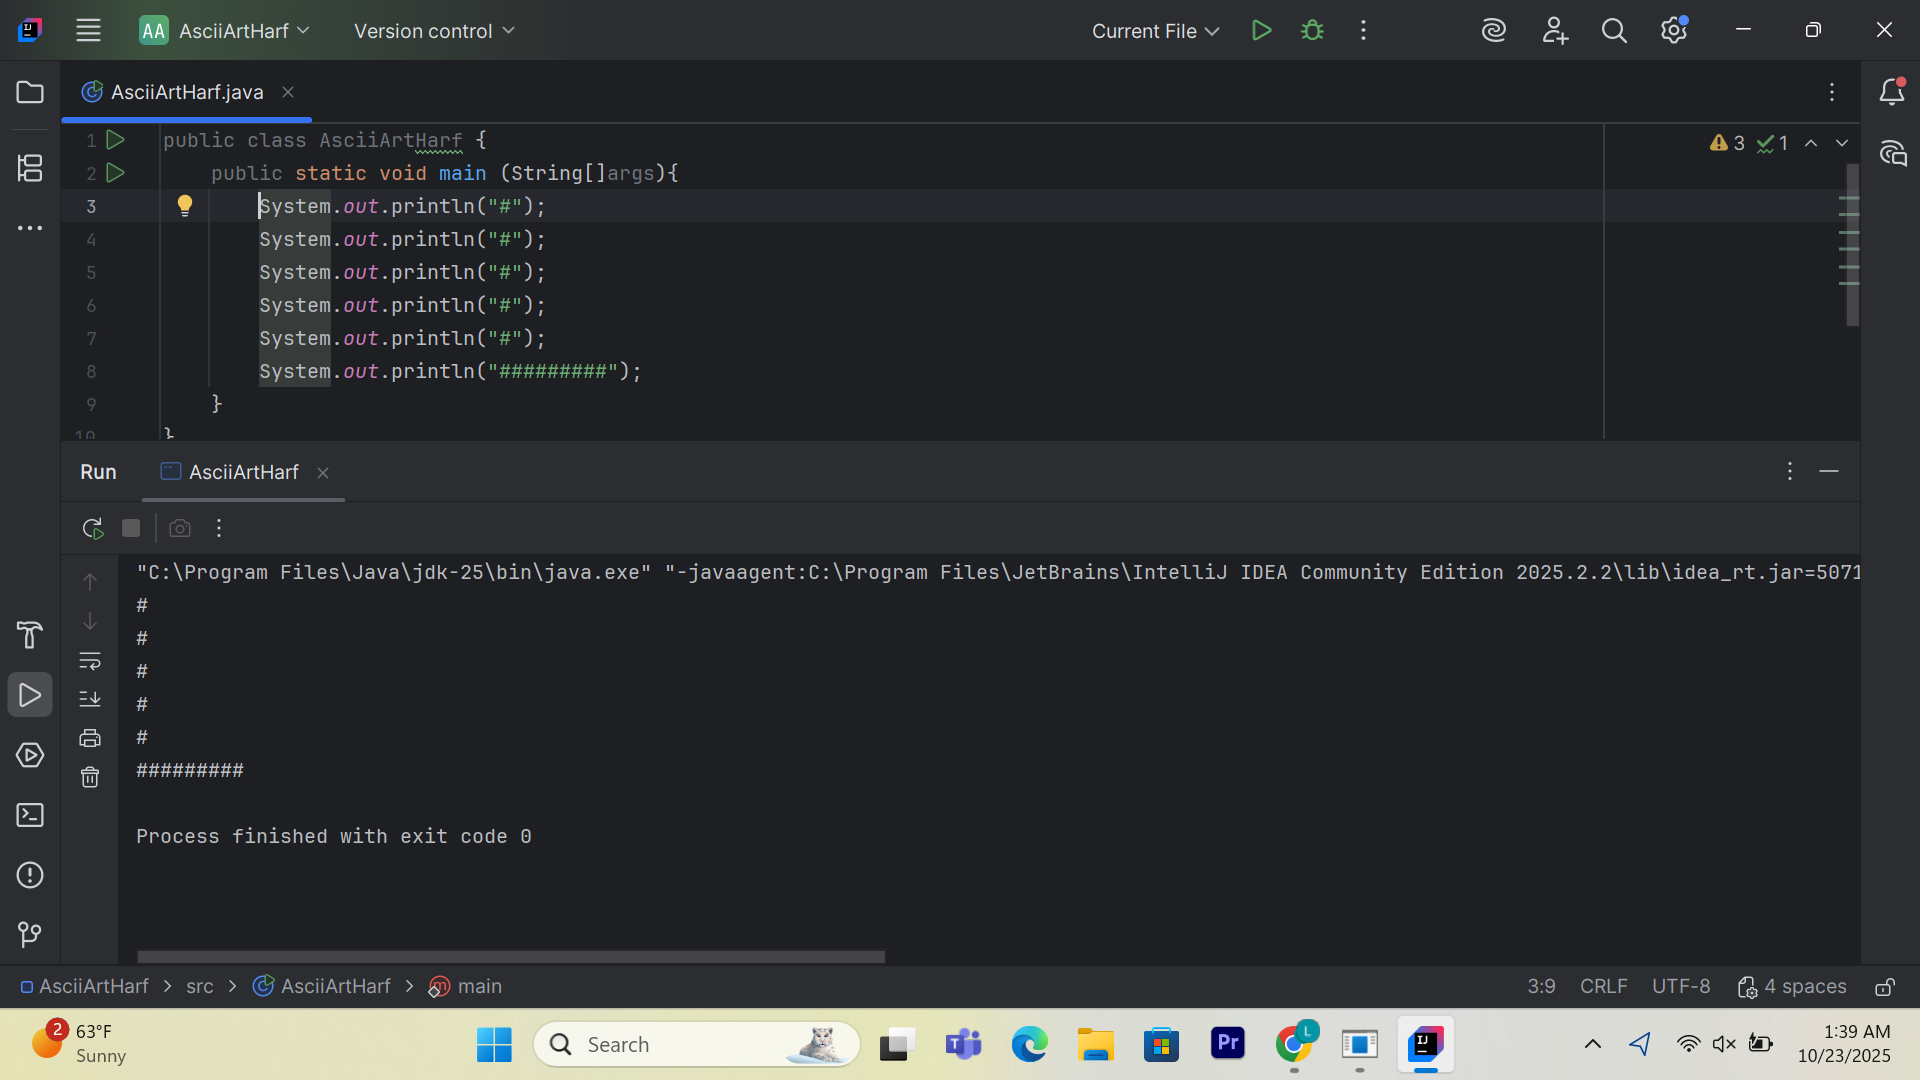 AA AsciiArtHarf Version control Current File
AsciiArtHarf.java
1 public class AsciiArtHarf { 3 1
2 public static void main (String[]args){
3 System.out.println("#");
4 System.out.println("#");
5 System.out.println("#");
6 System.out.println("#");
7 System.out.println("#");
8 System.out.println("#########");
9 }
10 }
Run AsciiArtHarf
"C:\Program Files\Java\jdk-25\bin\java.exe" "-javaagent:C:\Program Files\JetBrains\IntelliJ IDEA Community Edition 2025.2.2\lib\idea_rt.jar=5071
#
#
#
#
#
#########
Process finished with exit code 0
AsciiArtHarf > src > AsciiArtHarf > main 3:9 CRLF UTF-8 4 spaces
2 63°F
Sunny
Search
T
Pr
L
IJ
1:39 AM
10/23/2025